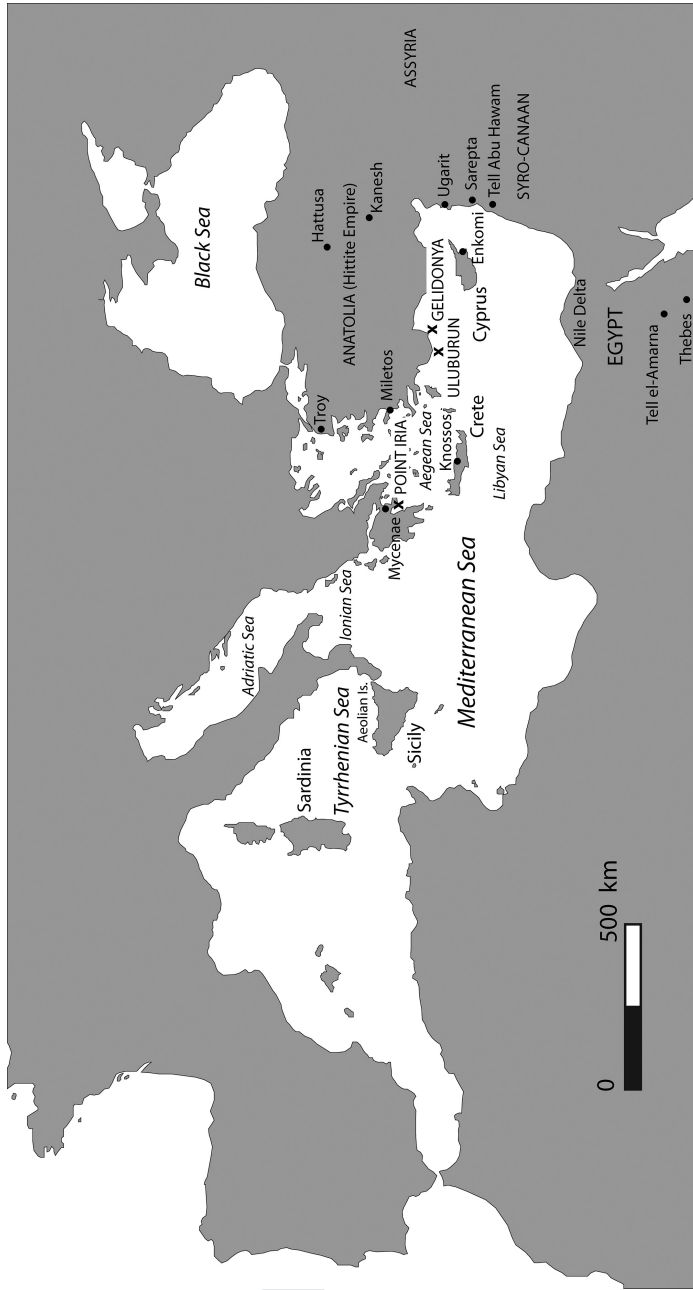 Black Sea
Adriatic Sea
Hattusa
Troy
Ionian Sea
Sardinia
Tyrrhenian Sea
ANATOLIA (Hittite Empire)
Kanesh
Aeolian Is.
Miletos
Mycenae
POINT IRIA
ASSYRIA
Sicily
Aegean Sea
GELIDONYA
Knossos
ULUBURUN
Ugarit
Mediterranean Sea
Crete
Cyprus
Enkomi
Sarepta
Tell Abu Hawam
Libyan Sea
SYRO-CANAAN
Nile Delta
EGYPT
Tell el-Amarna
Thebes
0 500 km